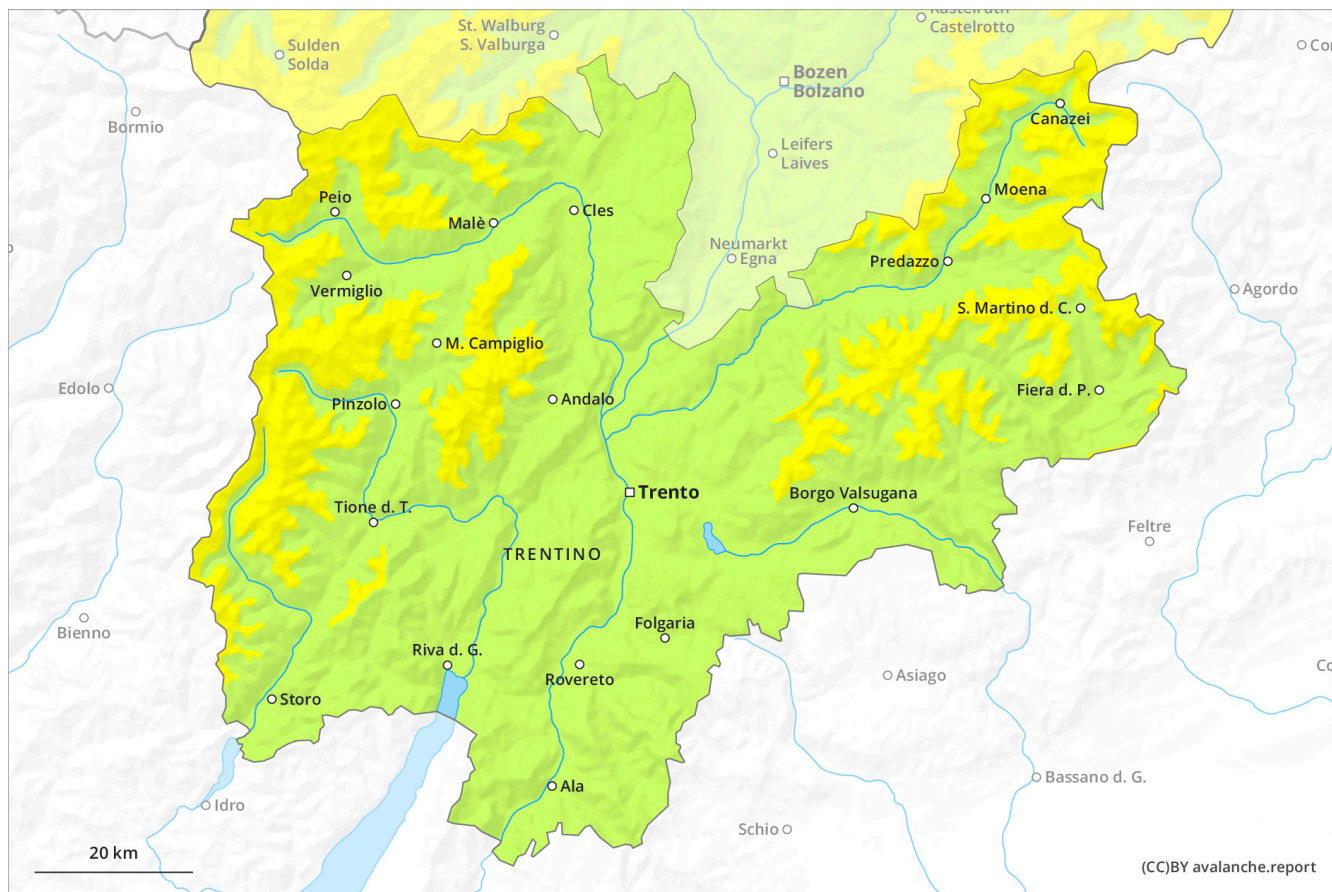 Kastelruth
Castelrotto
St. Walburg
S. Valburga
Sulden
Solda
Bozen
Bolzano
Bormio
Canazei
Leifers
Laives
Moena
Peio
Malè
Cles
Neumarkt
Egna
Predazzo
Vermiglio
Agordo
S. Martino d. C.
M. Campiglio
Edolo
Pinzolo
Andalo
Fiera d. P.
Trento
Borgo Valsugana
Tione d. T.
Feltre
TRENTINO
Bienno
Folgaria
Riva d. G.
Rovereto
Asiago
Storo
Ala
Bassano d. G.
Idro
Schio
20 km
(CC)BY avalanche.report